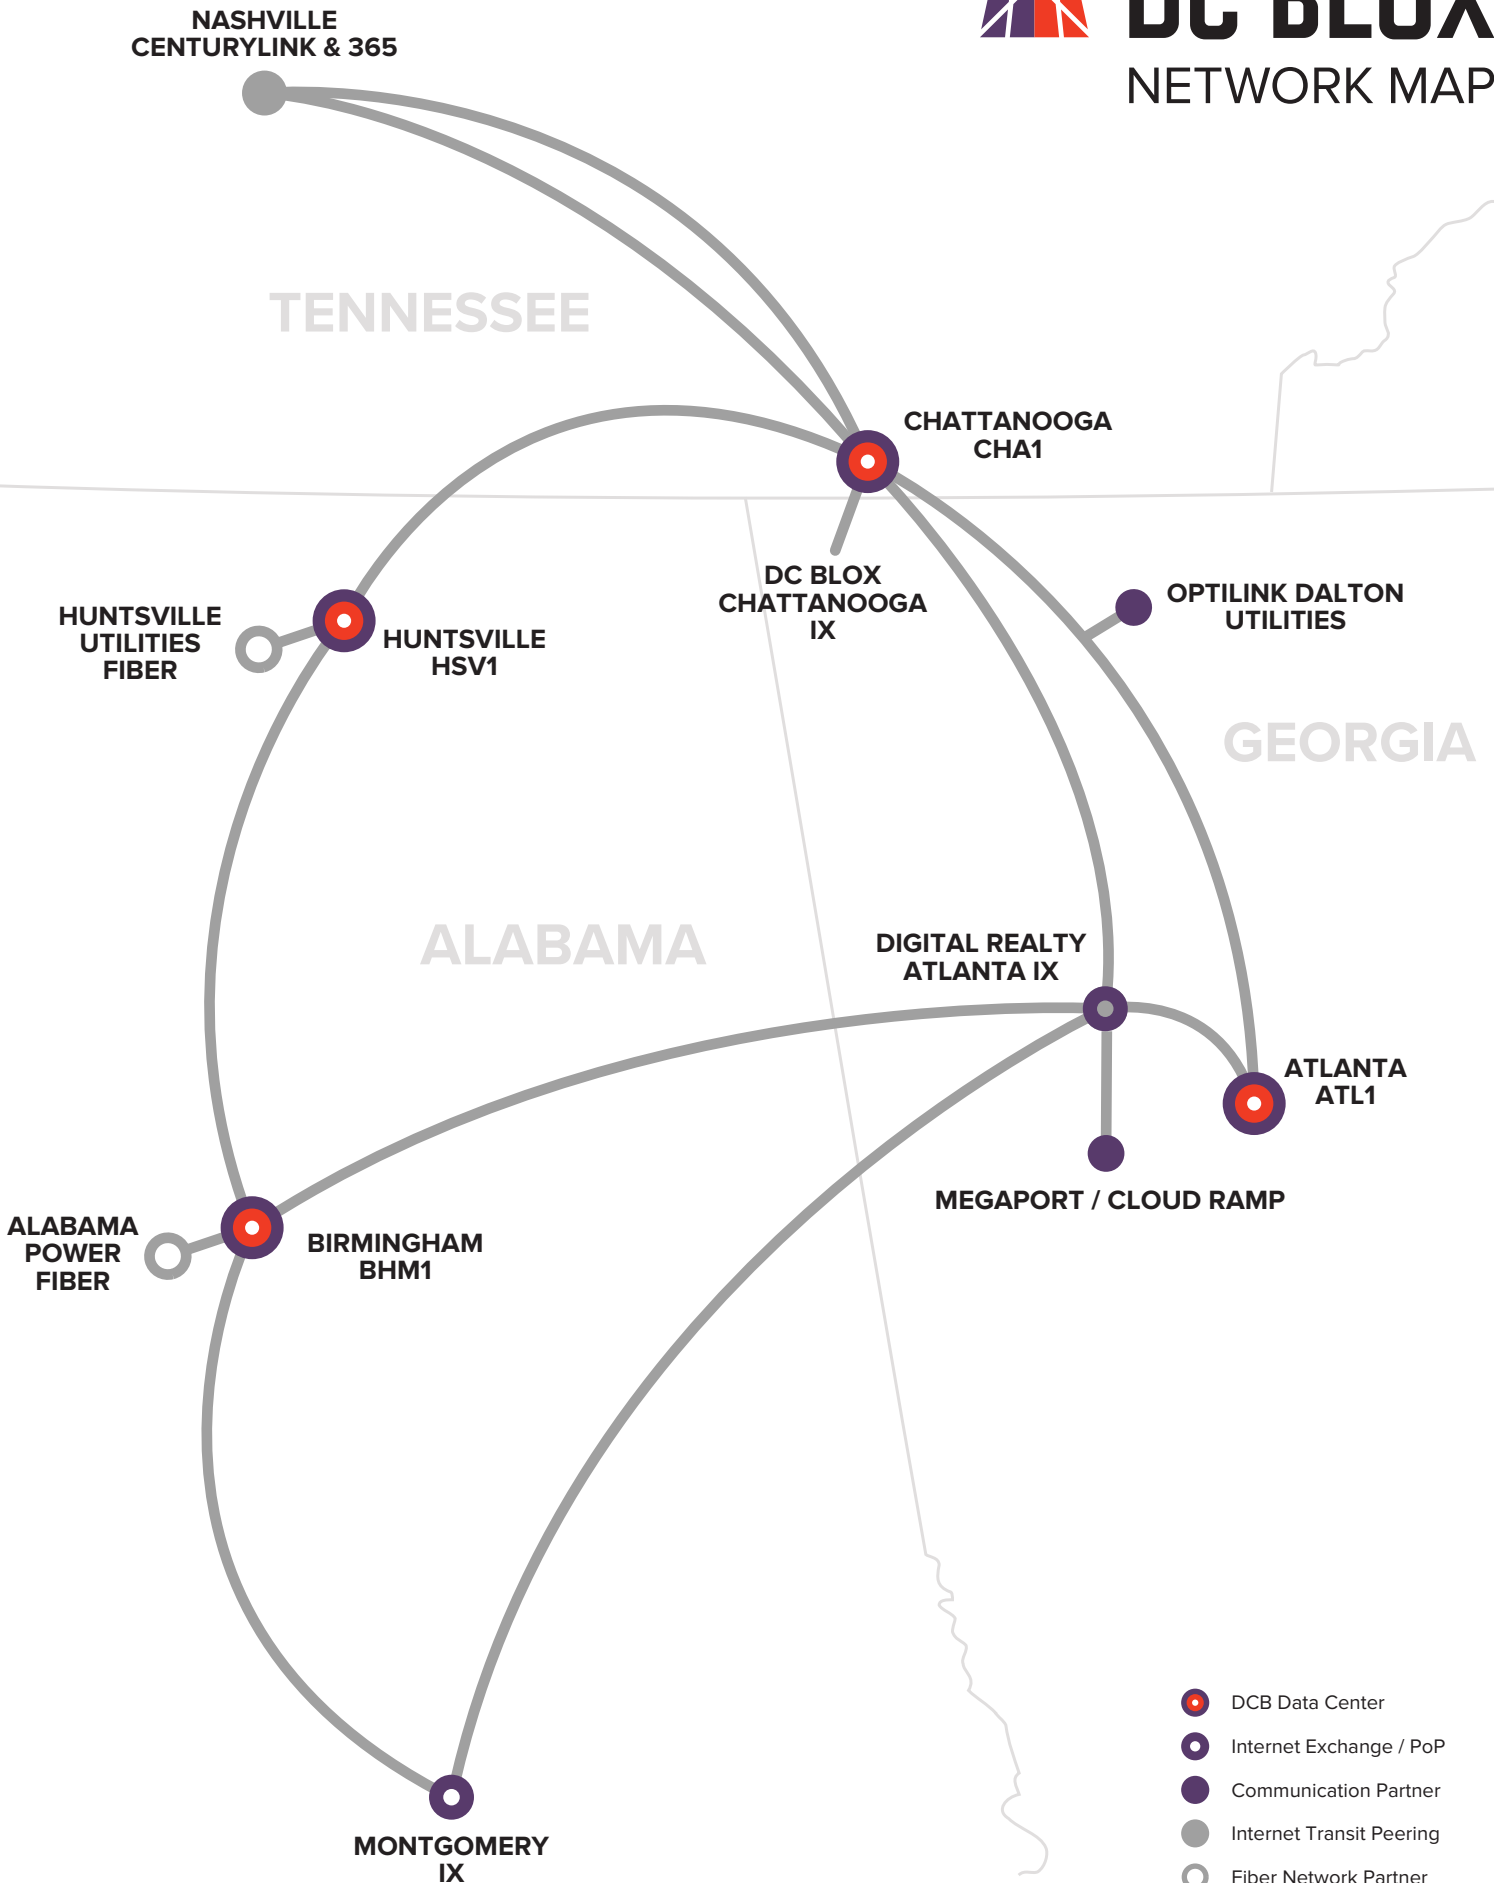 NASHVILLE
CENTURYLINK & 365
DC BLOX
NETWORK MAP
TENNESSEE
CHATTANOOGA
CHA1
DC BLOX
CHATTANOOGA
IX
OPTILINK DALTON
UTILITIES
HUNTSVILLE
UTILITIES
FIBER
HUNTSVILLE
HSV1
GEORGIA
ALABAMA
DIGITAL REALTY
ATLANTA IX
ATLANTA
ATL1
MEGAPORT / CLOUD RAMP
ALABAMA
POWER
FIBER
BIRMINGHAM
BHM1
MONTGOMERY
IX
DCB Data Center
Internet Exchange / PoP
Communication Partner
Internet Transit Peering
Fiber Network Partner